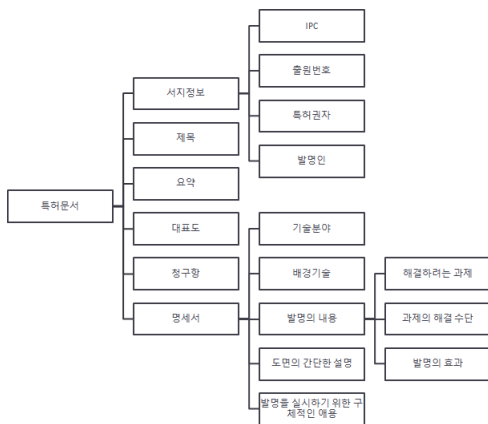 IPC
출원번호
서지정보
특허권자
제목
발명인
요약
특허문서
대표도
기술분야
청구항
배경기술
해결하려는 과제
명세서
발명의 내용
과제의 해결 수단
도면의 간단한 설명
발명의 효과
발명을 실시하기 위한 구
체적인 애용